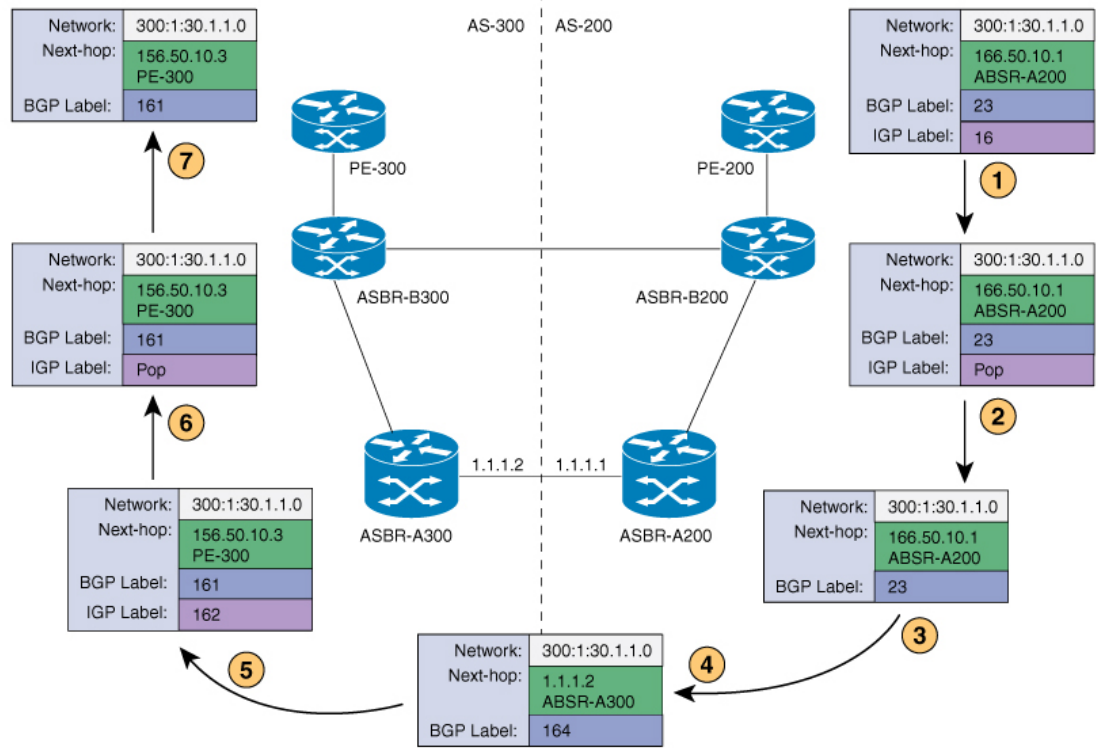 Network: 300:1:30.1.1.0
Next-hop: 156.50.10.3
PE-300
BGP Label: 161
7
Network: 300:1:30.1.1.0
Next-hop: 156.50.10.3
PE-300
BGP Label: 161
IGP Label: Pop
6
Network: 300:1:30.1.1.0
Next-hop: 156.50.10.3
PE-300
BGP Label: 161
IGP Label: 162
5
AS-300 AS-200
PE-300
PE-200
ASBR-B300
ASBR-B200
1.1.1.2 1.1.1.1
ASBR-A300
ASBR-A200
Network: 300:1:30.1.1.0
Next-hop: 1.1.1.2
ABSR-A300
BGP Label: 164
4
Network: 300:1:30.1.1.0
Next-hop: 166.50.10.1
ABSR-A200
BGP Label: 23
IGP Label: 16
1
Network: 300:1:30.1.1.0
Next-hop: 166.50.10.1
ABSR-A200
BGP Label: 23
IGP Label: Pop
2
Network: 300:1:30.1.1.0
Next-hop: 166.50.10.1
ABSR-A200
BGP Label: 23
3